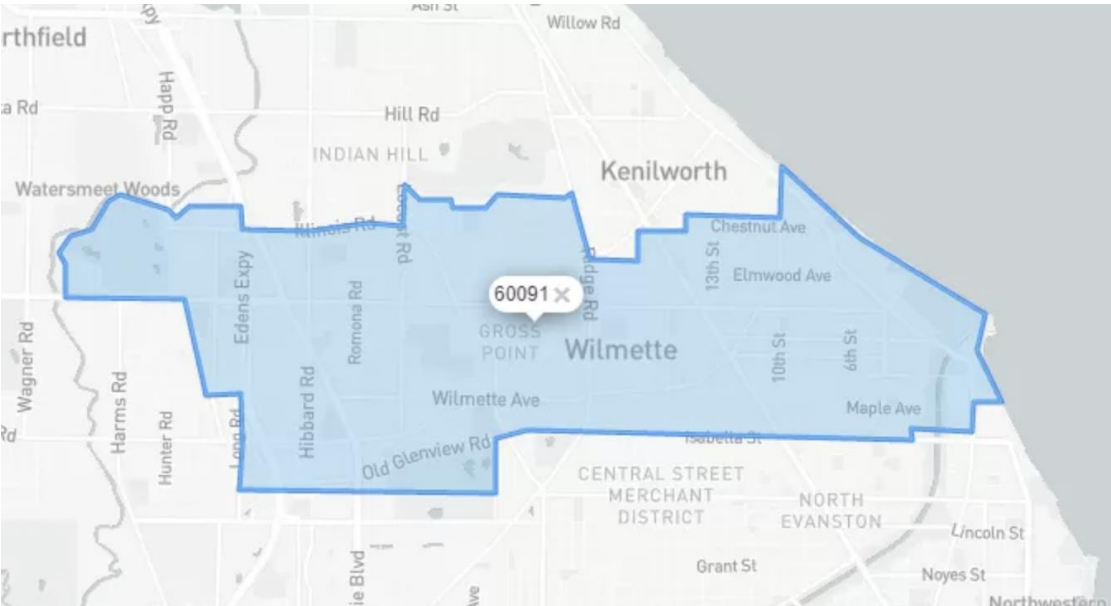 Ash St
Willow Rd
rthfield
Happ Rd
Hill Rd
INDIAN HILL
Kenilworth
Watersmeet Woods
Illinois Rd
Locust Rd
Chestnut Ave
13th St
Elmwood Ave
Edens Expy
60091
Ridge Rd
Romona Rd
GROSS
POINT
Wilmette
10th St
6th St
Wagner Rd
Harms Rd
Hibbard Rd
Wilmette Ave
Maple Ave
Hunter Rd
Long Rd
Old Glenview Rd
Isabella St
CENTRAL STREET
MERCHANT
DISTRICT
NORTH
EVANSTON
Lincoln St
Grant St
Noyes St
ie Blvd
Northwestern